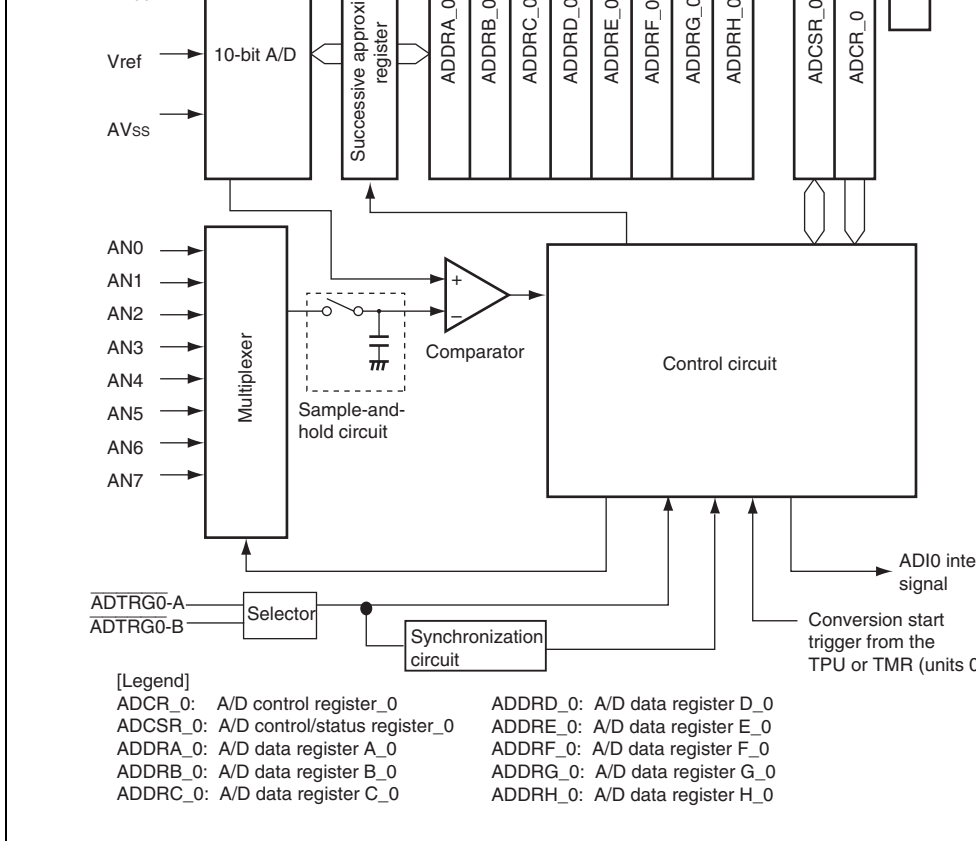 Vref
10-bit A/D
AVss
Successive
register
ADDRA_0
ADDRB_0
ADDRC_0
ADDRD_0
ADDRE_0
ADDRF_0
ADDRG_0
ADDRH_0
ADCSR_0
ADCR_0
AN0
AN1
AN2
AN3
AN4
AN5
AN6
AN7
Multiplexer
+
–
Comparator
Sample-and-
hold circuit
Control circuit
ADI0
signal
ADTRG0-A
ADTRG0-B
Selector
Synchronization
circuit
Conversion start
trigger from the
TPU or TMR (units
[Legend]
ADCR_0: A/D control register_0
ADCSR_0: A/D control/status register_0
ADDRA_0: A/D data register A_0
ADDRB_0: A/D data register B_0
ADDRC_0: A/D data register C_0
ADDRD_0: A/D data register D_0
ADDRE_0: A/D data register E_0
ADDRF_0: A/D data register F_0
ADDRG_0: A/D data register G_0
ADDRH_0: A/D data register H_0